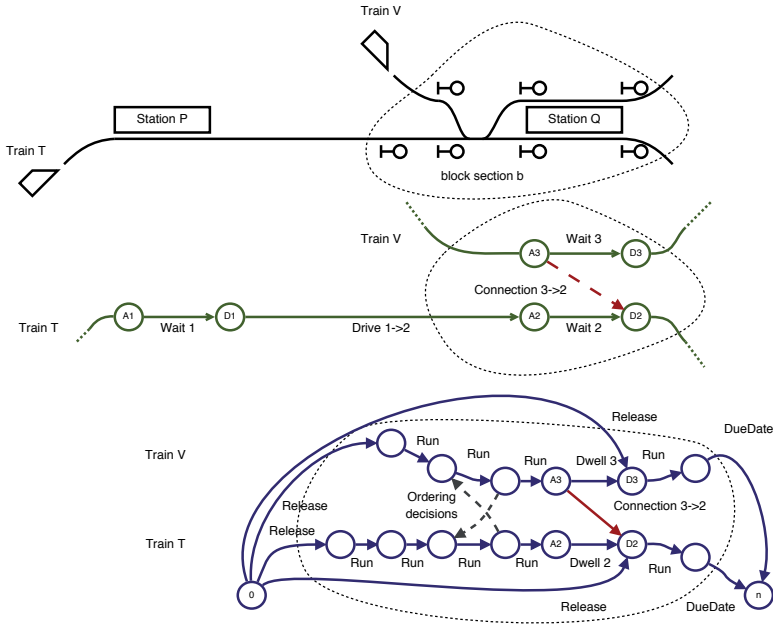 Train V
Station P
Station Q
Train T
block section b
Train V
Wait 3
A3
D3
Connection 3->2
Train T
A1
Wait 1
D1
Drive 1->2
A2
Wait 2
D2
Release
DueDate
Train V
Run
Run
Run
Dwell 3
Run
A3
D3
Ordering
decisions
Connection 3->2
Release
Release
Train T
A2
D2
Run
Run
Run
Run
Dwell 2
Run
0
n
Release
DueDate